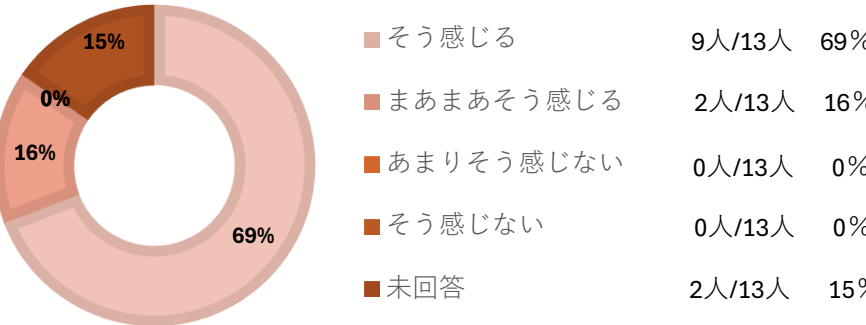 15%
0%
16%
69%
そう感じる 9人/13人 69%
まあまあそう感じる 2人/13人 16%
あまりそう感じない 0人/13人 0%
そう感じない 0人/13人 0%
未回答 2人/13人 15%